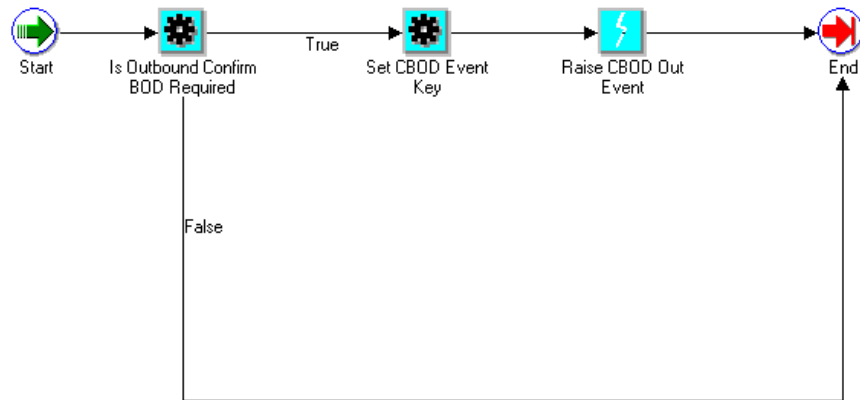 True
Start
Is Outbound Confirm
BOD Required
Set CBOD Event
Key
Raise CBOD Out
Event
End
False